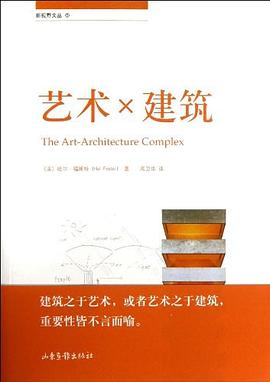 新视野文丛
艺术×建筑
The Art-Architecture Complex
(美) 哈尔·福斯特 (Hal Foster) 著
译
建筑之于艺术，或者艺术之于建筑，
重要性皆不言而喻。
山东画报出版社